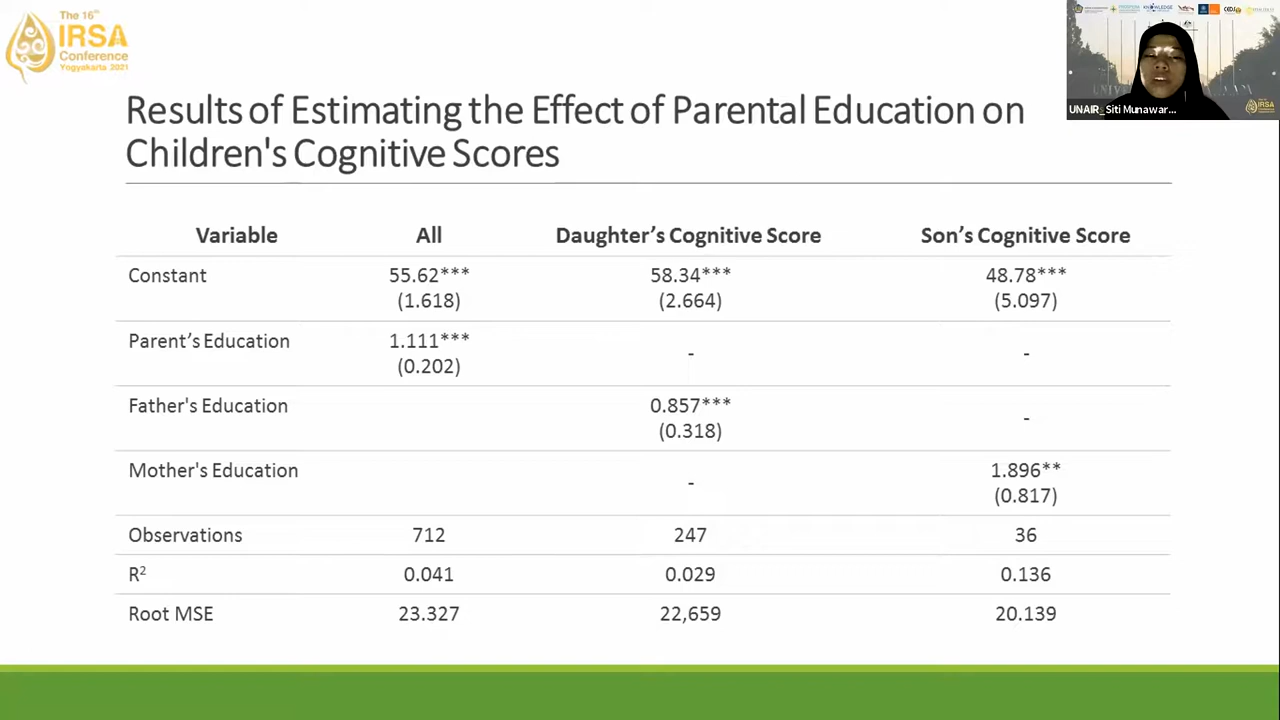 The 16th
IRSA
Conference
Yogyakarta 2021
UNAIR_Siti Munawar...
IRSA
Results of Estimating the Effect of Parental Education on
Children's Cognitive Scores
Variable All Daughter's Cognitive Score Son's Cognitive Score
Constant 55.62*** 58.34*** 48.78***
(1.618) (2.664) (5.097)
Parent's Education 1.111*** - -
(0.202)
Father's Education 0.857*** -
(0.318)
Mother's Education - 1.896**
(0.817)
Observations 712 247 36
R² 0.041 0.029 0.136
Root MSE 23.327 22,659 20.139